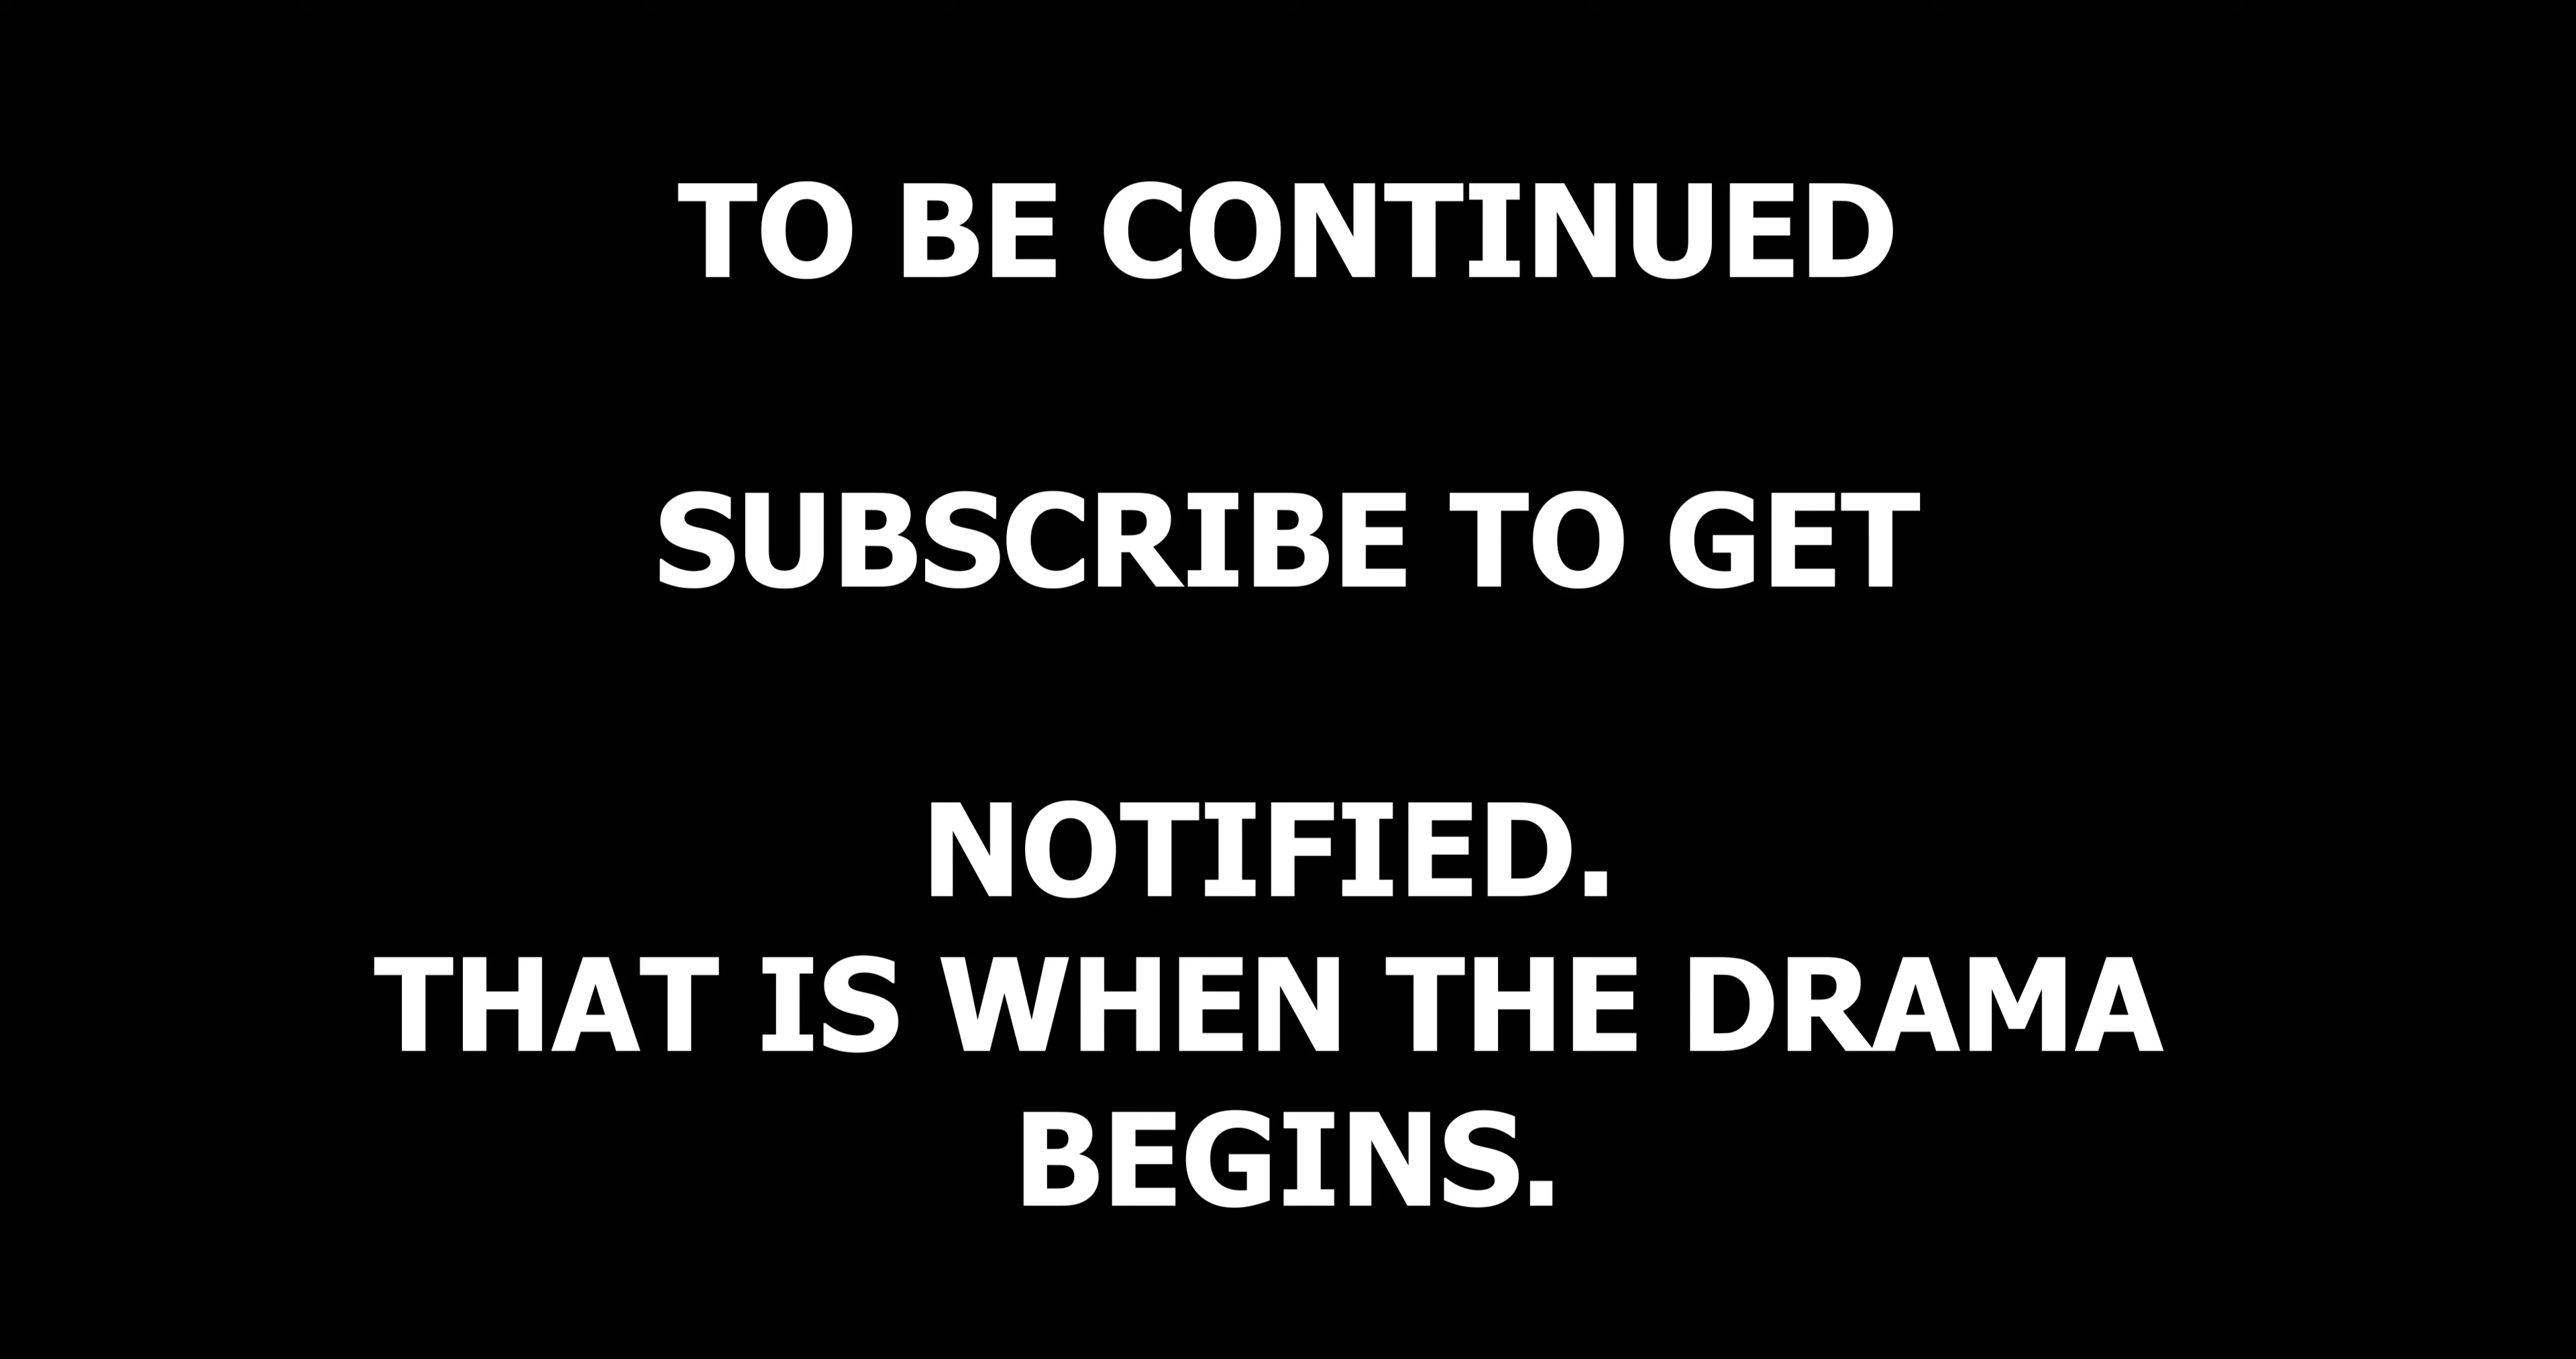 TO BE CONTINUED
SUBSCRIBE TO GET
NOTIFIED.
THAT IS WHEN THE DRAMA
BEGINS.